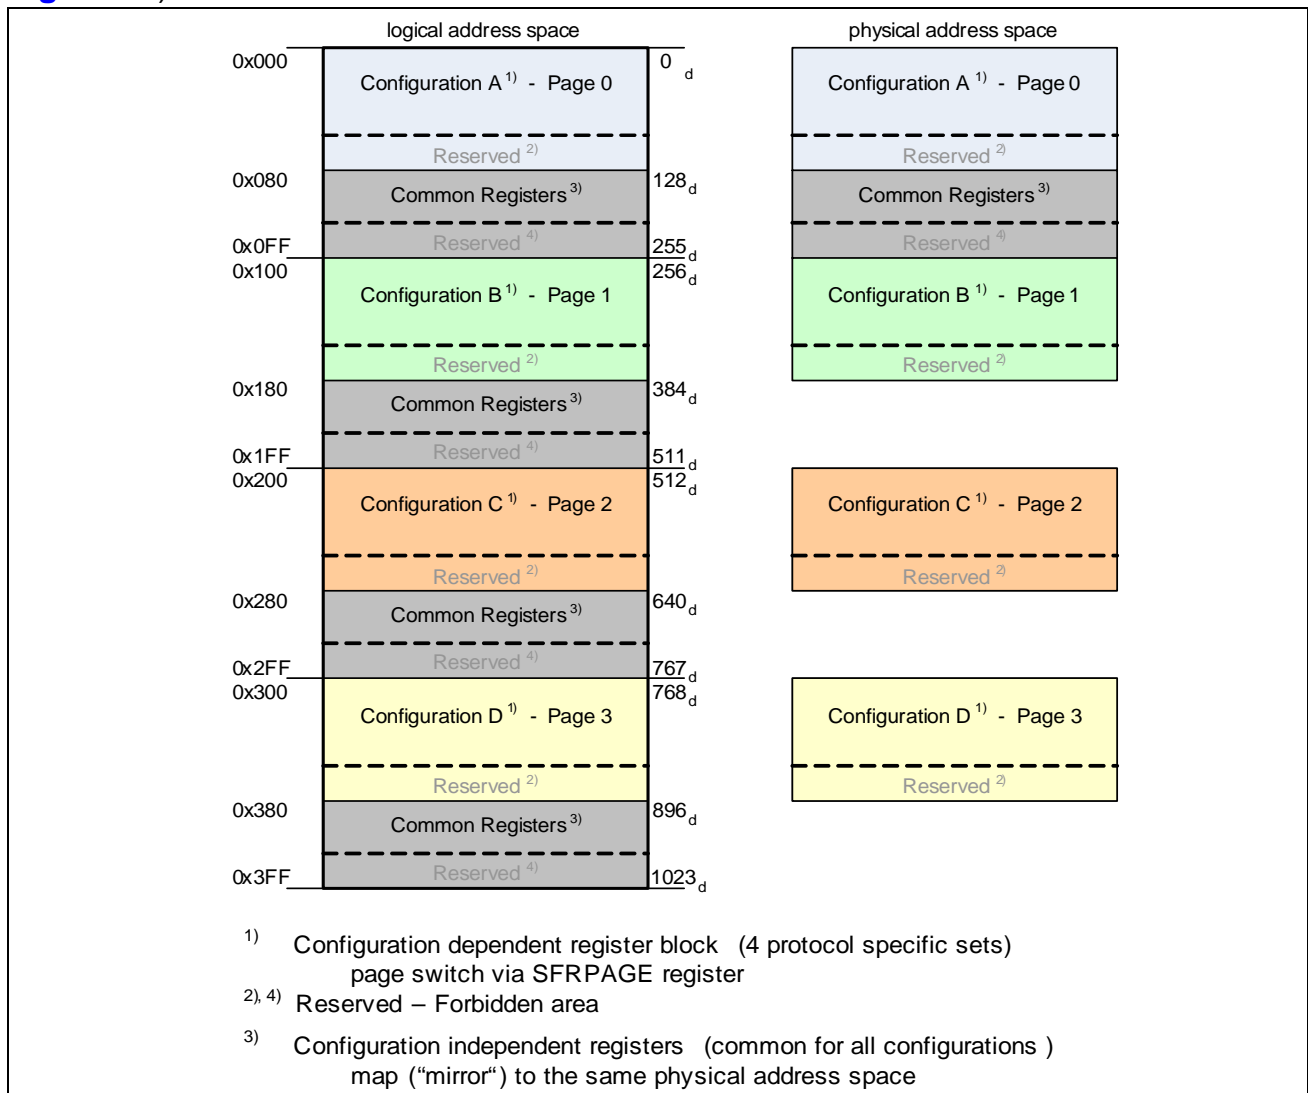 logical address space physical address space
0x000 0 d
Configuration A 1) - Page 0 Configuration A 1) - Page 0
Reserved 2) Reserved 2)
0x080 128 d
Common Registers 3) Common Registers 3)
Reserved 4) Reserved 4)
0x0FF 255 d
0x100 256 d
Configuration B 1) - Page 1 Configuration B 1) - Page 1
Reserved 2) Reserved 2)
0x180 384 d
Common Registers 3)
Reserved 4)
0x1FF 511 d
0x200 512 d
Configuration C 1) - Page 2 Configuration C 1) - Page 2
Reserved 2) Reserved 2)
0x280 640 d
Common Registers 3)
Reserved 4)
0x2FF 767 d
0x300 768 d
Configuration D 1) - Page 3 Configuration D 1) - Page 3
Reserved 2) Reserved 2)
0x380 896 d
Common Registers 3)
Reserved 4)
0x3FF 1023 d
1) Configuration dependent register block (4 protocol specific sets)
page switch via SFRPAGE register
2), 4) Reserved – Forbidden area
3) Configuration independent registers (common for all configurations )
map (“mirror“) to the same physical address space